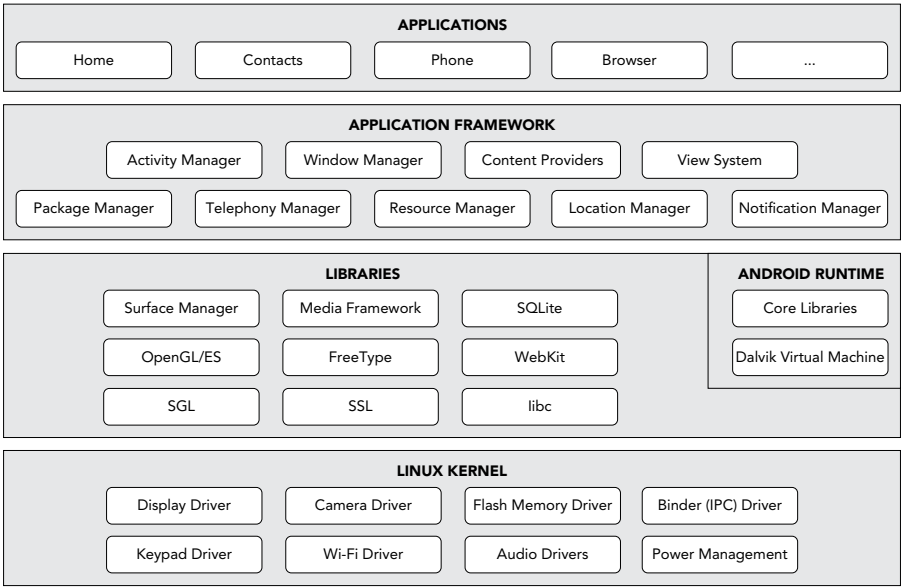 APPLICATIONS
Home Contacts Phone Browser ...
APPLICATION FRAMEWORK
Activity Manager Window Manager Content Providers View System
Package Manager Telephony Manager Resource Manager Location Manager Notification Manager
LIBRARIES
Surface Manager Media Framework SQLite
OpenGL/ES FreeType WebKit
SGL SSL libc
ANDROID RUNTIME
Core Libraries
Dalvik Virtual Machine
LINUX KERNEL
Display Driver Camera Driver Flash Memory Driver Binder (IPC) Driver
Keypad Driver Wi-Fi Driver Audio Drivers Power Management